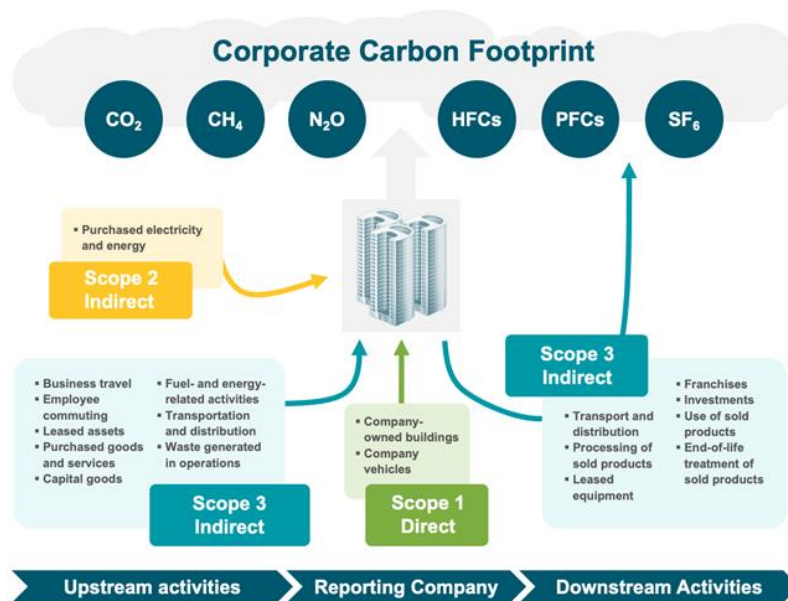 Corporate Carbon Footprint
CO₂
CH₄
N₂O
HFCs
PFCs
SF₆
▪ Purchased electricity
and energy
Scope 2
Indirect
▪ Business travel
▪ Employee
commuting
▪ Leased assets
▪ Purchased goods
and services
▪ Capital goods
▪ Fuel- and energy-
related activities
▪ Transportation
and distribution
▪ Waste generated
in operations
Scope 3
Indirect
▪ Company-
owned buildings
▪ Company
vehicles
Scope 1
Direct
Scope 3
Indirect
▪ Transport and
distribution
▪ Processing of
sold products
▪ Leased
equipment
▪ Franchises
▪ Investments
▪ Use of sold
products
▪ End-of-life
treatment of
sold products
Upstream activities
Reporting Company
Downstream Activities